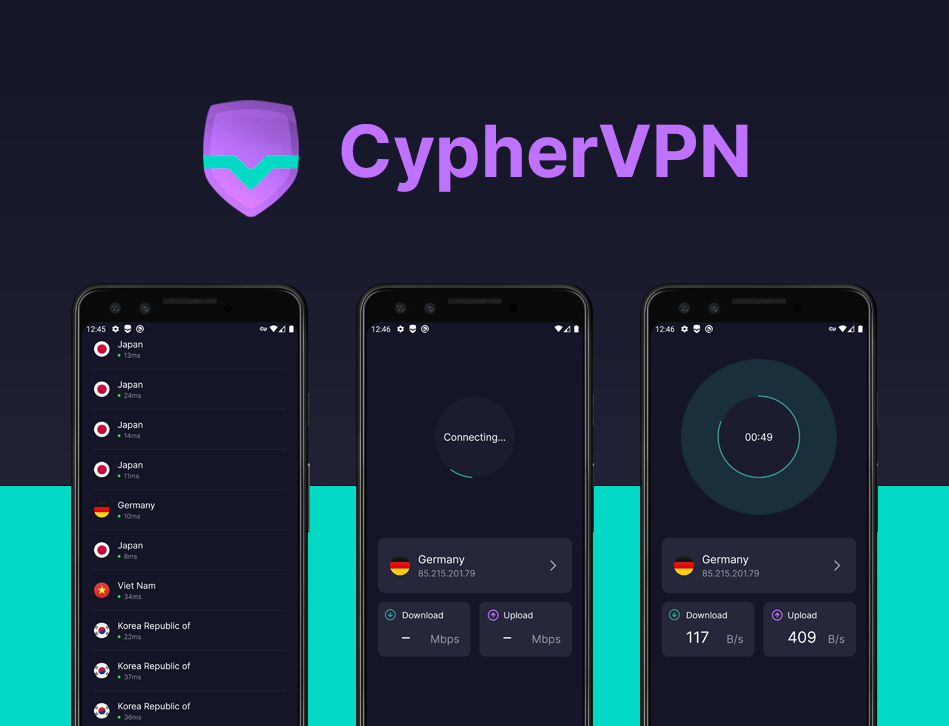 CypherVPN
12:45
Japan
13ms
Japan
24ms
Japan
14ms
Japan
11ms
Germany
10ms
Japan
8ms
Viet Nam
34ms
Korea Republic of
22ms
Korea Republic of
37ms
Korea Republic of
36ms
12:46
Connecting...
Germany
85.215.201.79
Download
– Mbps
Upload
– Mbps
12:46
00:49
Germany
85.215.201.79
Download
117 B/s
Upload
409 B/s